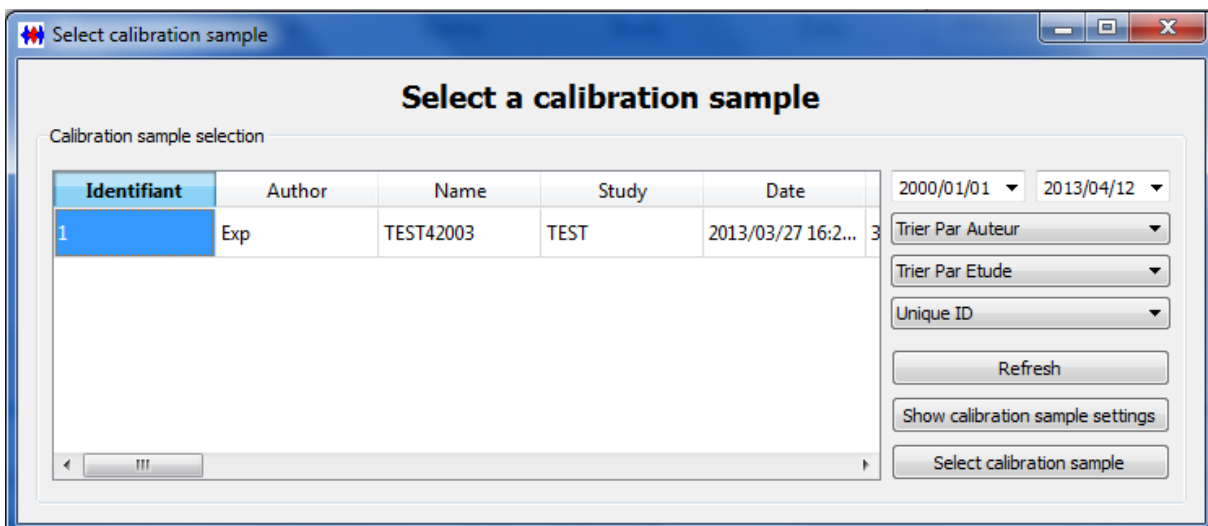 Select calibration sample
Select a calibration sample
Calibration sample selection
Identifiant Author Name Study Date
1 Exp TEST42003 TEST 2013/03/27 16:2... 3
2000/01/01 2013/04/12
Trier Par Auteur
Trier Par Etude
Unique ID
Refresh
Show calibration sample settings
Select calibration sample